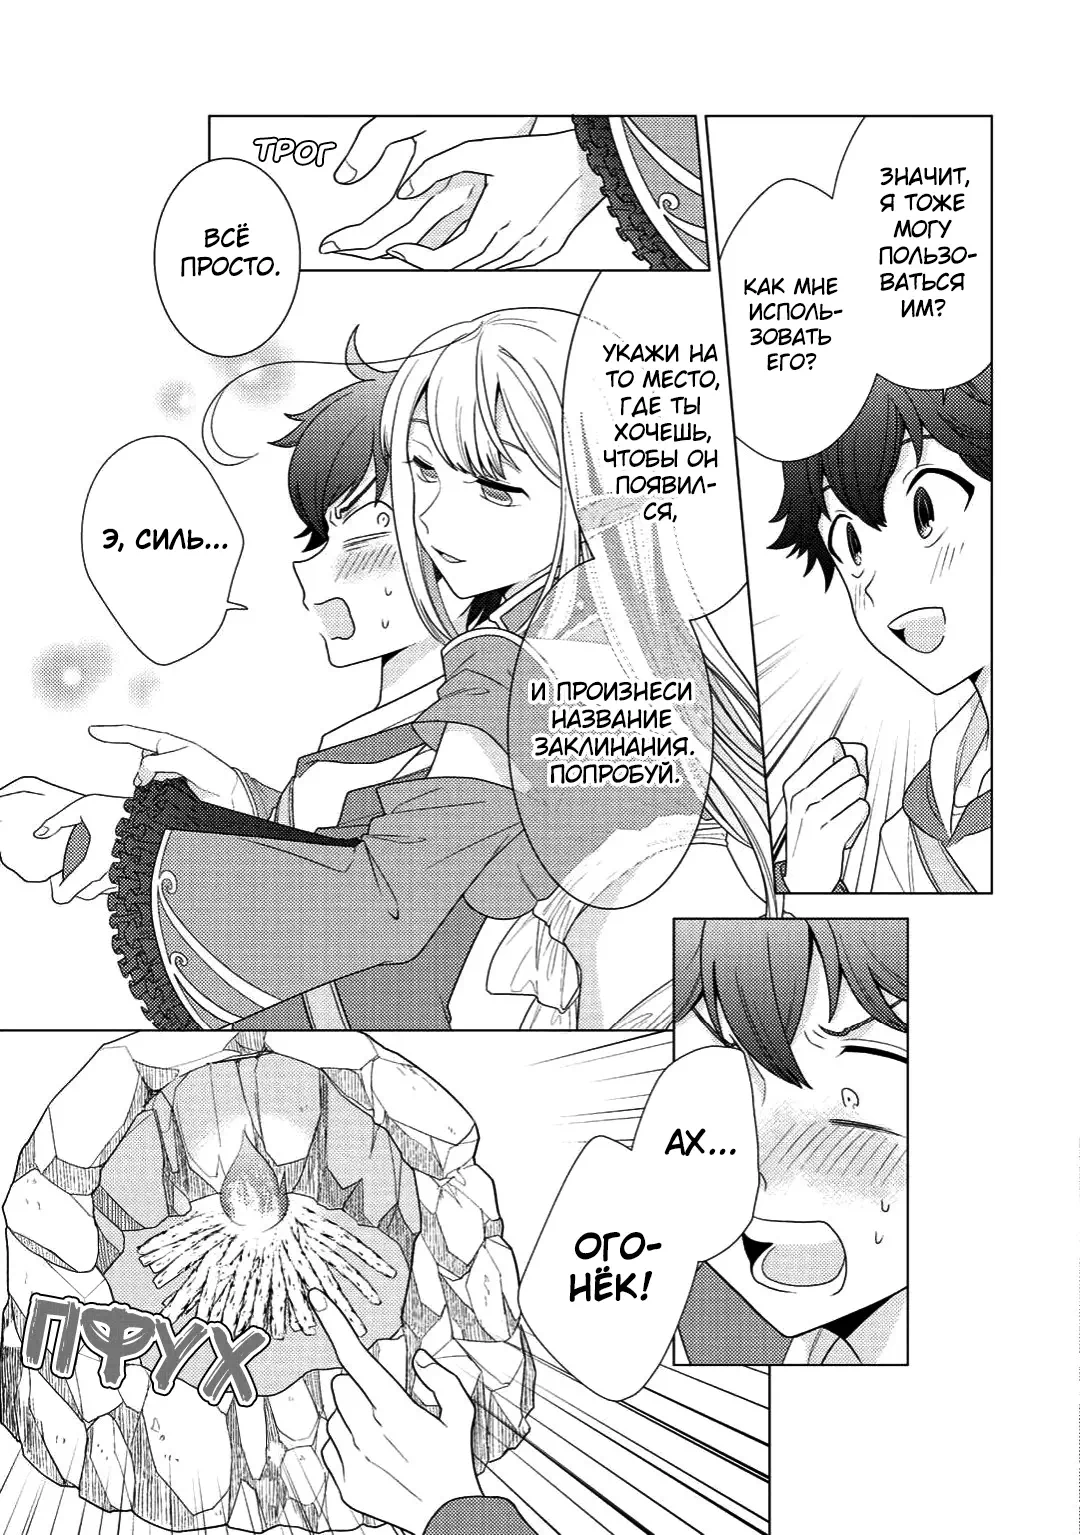 ЗНАЧИТ,
Я ТОЖЕ
МОГУ
ПОЛЬЗО-
ВАТЬСЯ
ИМ?
КАК МНЕ
ИСПОЛЬ-
ЗОВАТЬ
ЕГО?
ТРОГ
ВСЁ
ПРОСТО.
УКАЖИ НА
ТО МЕСТО,
ГДЕ ТЫ
ХОЧЕШЬ,
ЧТОБЫ ОН
ПОЯВИЛ-
СЯ,
И ПРОИЗНЕСИ
НАЗВАНИЕ
ЗАКЛИНАНИЯ.
ПОПРОБУЙ.
Э, СИЛЬ...
АХ...
ОГО-
НЁК!
ПФУХ